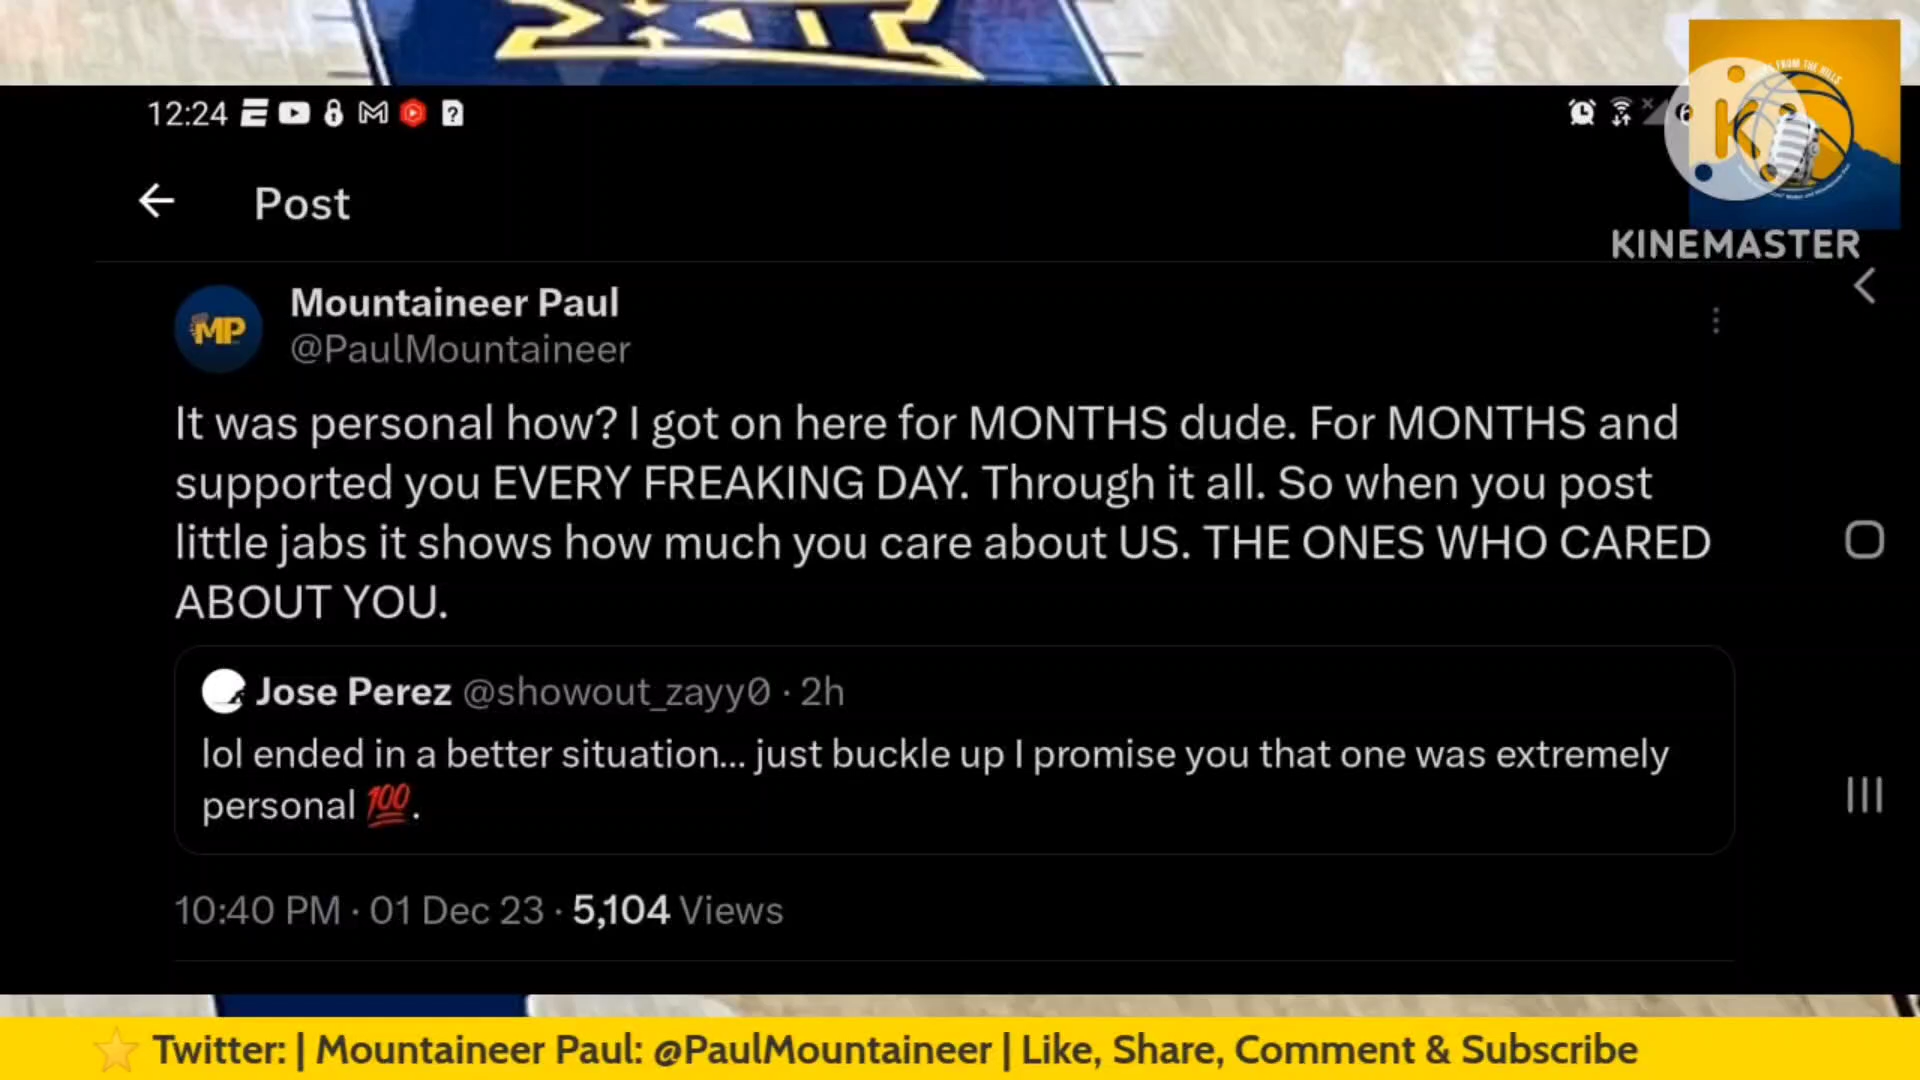 12:24
Post
FROM THE HILLS
KINEMASTER
Mountaineer Paul
@PaulMountaineer
MP
It was personal how? I got on here for MONTHS dude. For MONTHS and
supported you EVERY FREAKING DAY. Through it all. So when you post
little jabs it shows how much you care about US. THE ONES WHO CARED
ABOUT YOU.
Jose Perez @showout_zayy0 · 2h
lol ended in a better situation... just buckle up I promise you that one was extremely
personal 💯.
10:40 PM · 01 Dec 23 · 5,104 Views
Twitter: | Mountaineer Paul: @PaulMountaineer | Like, Share, Comment & Subscribe